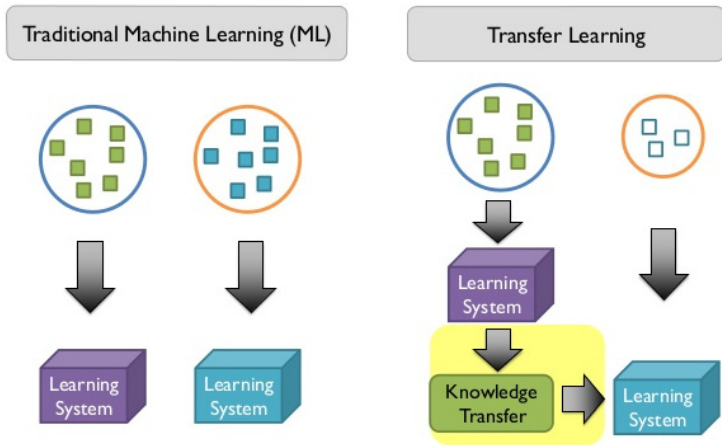 Traditional Machine Learning (ML)
Transfer Learning
Learning
System
Learning
System
Learning
System
Knowledge
Transfer
Learning
System